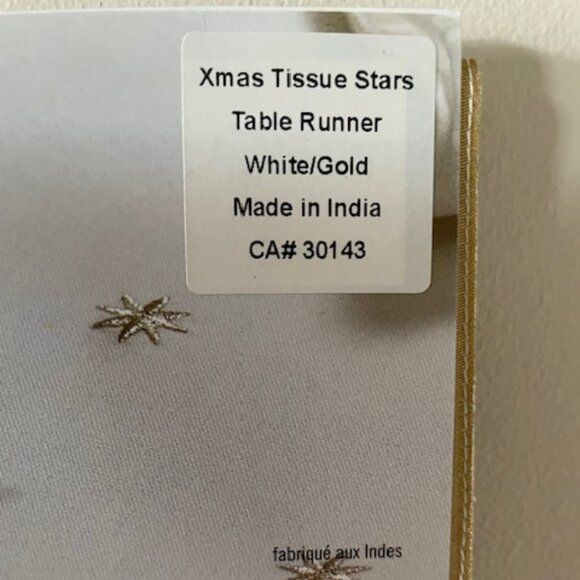 Xmas Tissue Stars
Table Runner
White/Gold
Made in India
CA# 30143
fabriqué aux Indes